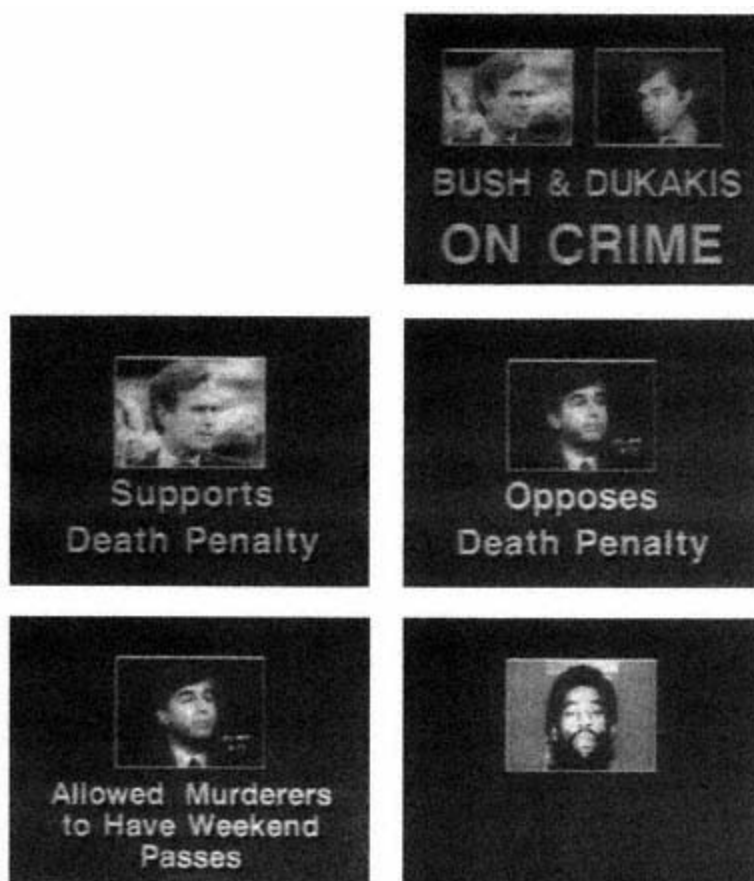 BUSH & DUKAKIS
ON CRIME
Supports
Death Penalty
Opposes
Death Penalty
Allowed Murderers
to Have Weekend
Passes